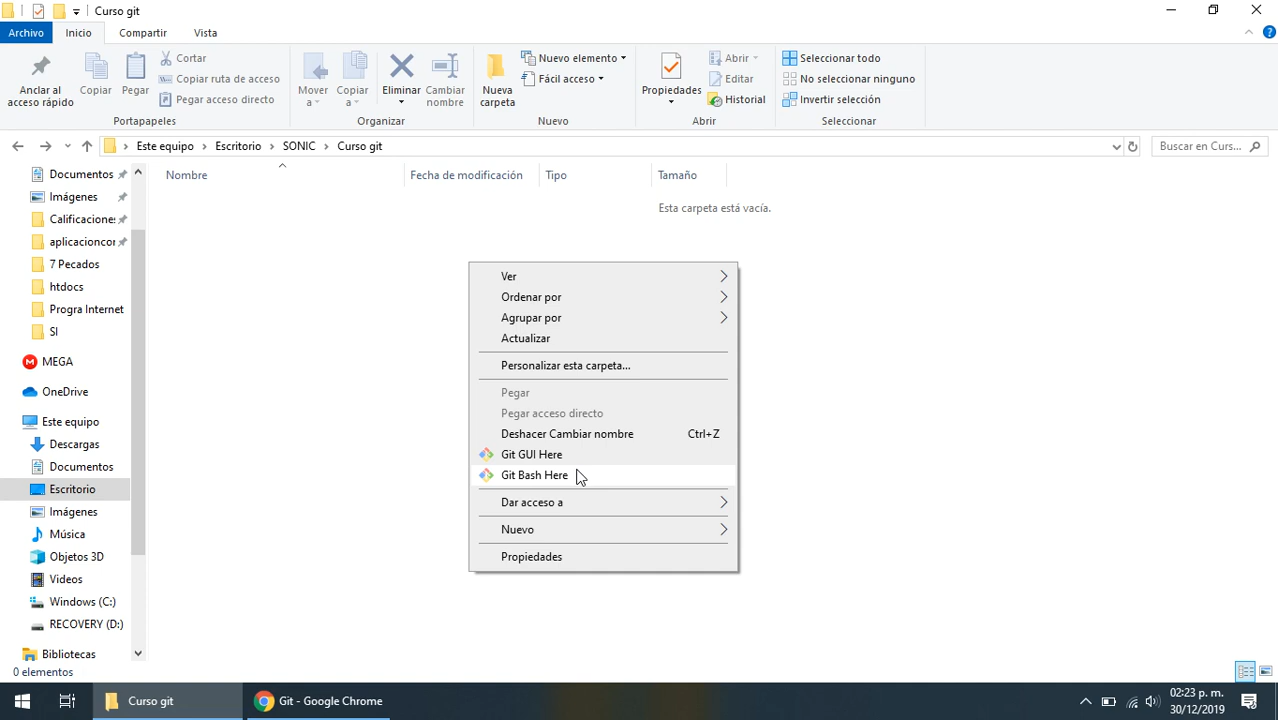 Curso git
Archivo Inicio Compartir Vista
Anclar al acceso rápido
Copiar
Pegar
Cortar
Copiar ruta de acceso
Pegar acceso directo
Portapapeles
Mover a
Copiar a
Eliminar
Cambiar nombre
Organizar
Nueva carpeta
Nuevo elemento
Fácil acceso
Nuevo
Propiedades
Abrir
Editar
Historial
Abrir
Seleccionar todo
No seleccionar ninguno
Invertir selección
Seleccionar
Este equipo Escritorio SONIC Curso git
Buscar en Curs...
Nombre Fecha de modificación Tipo Tamaño
Esta carpeta está vacía.
Documentos
Imágenes
Calificaciones
aplicacioncor
7 Pecados
htdocs
Progra Internet
SI
MEGA
OneDrive
Este equipo
Descargas
Documentos
Escritorio
Imágenes
Música
Objetos 3D
Videos
Windows (C:)
RECOVERY (D:)
Bibliotecas
Ver
Ordenar por
Agrupar por
Actualizar
Personalizar esta carpeta...
Pegar
Pegar acceso directo
Deshacer Cambiar nombre Ctrl+Z
Git GUI Here
Git Bash Here
Dar acceso a
Nuevo
Propiedades
0 elementos
Curso git
Git - Google Chrome
02:23 p. m.
30/12/2019